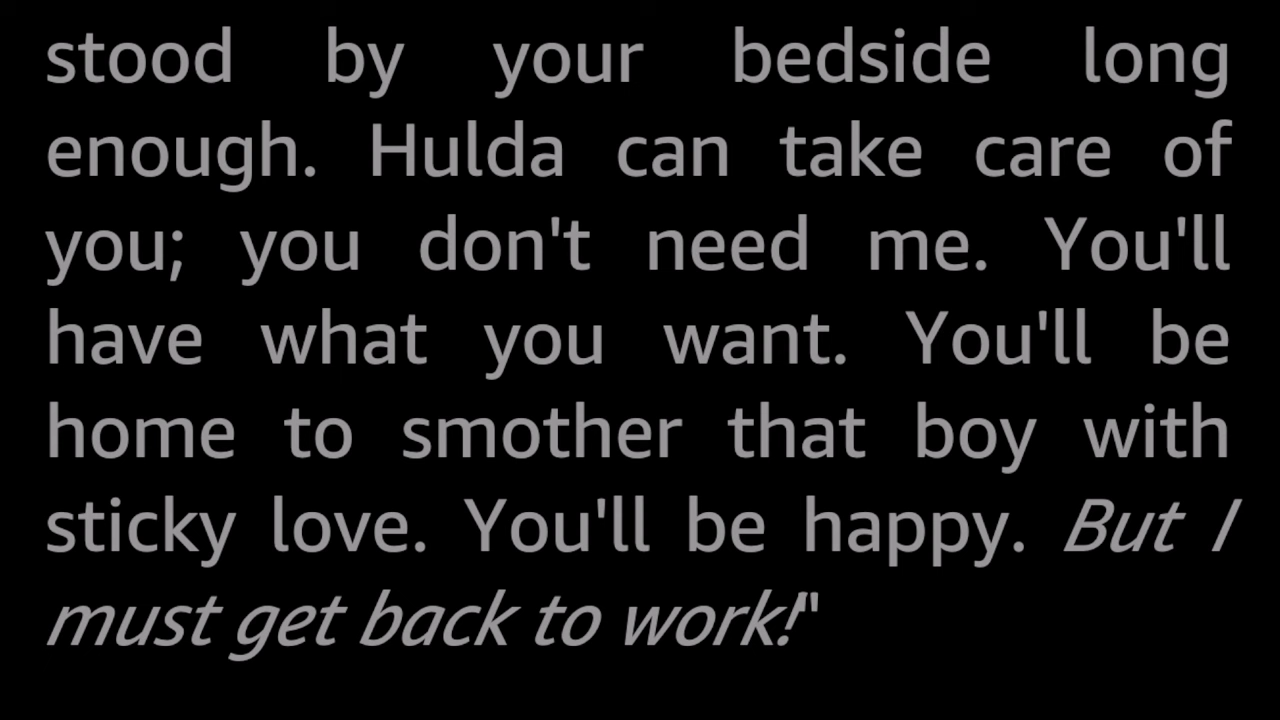 stood by your bedside long
enough. Hulda can take care of
you; you don't need me. You'll
have what you want. You'll be
home to smother that boy with
sticky love. You'll be happy. But I
must get back to work!"